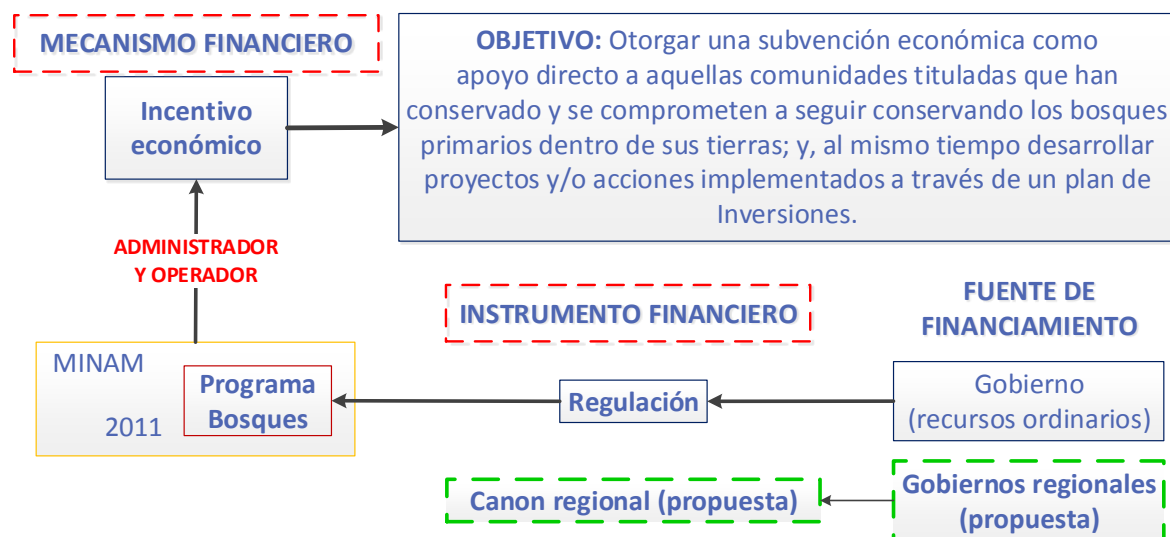 MECANISMO FINANCIERO
Incentivo
económico
OBJETIVO: Otorgar una subvención económica como
apoyo directo a aquellas comunidades tituladas que han
conservado y se comprometen a seguir conservando los bosques
primarios dentro de sus tierras; y, al mismo tiempo desarrollar
proyectos y/o acciones implementados a través de un plan de
Inversiones.
ADMINISTRADOR
Y OPERADOR
INSTRUMENTO FINANCIERO
FUENTE DE
FINANCIAMIENTO
MINAM
2011
Programa
Bosques
Regulación
Gobierno
(recursos ordinarios)
Canon regional (propuesta)
Gobiernos regionales
(propuesta)